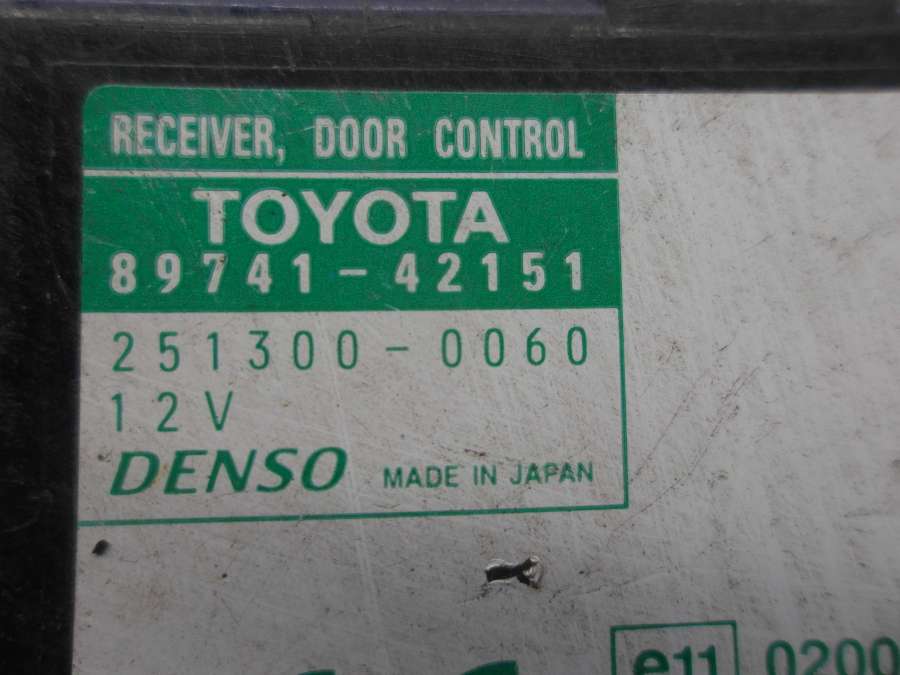 RECEIVER, DOOR CONTROL
TOYOTA
89741-42151
251300-0060
12V
DENSO MADE IN JAPAN
e11 0200